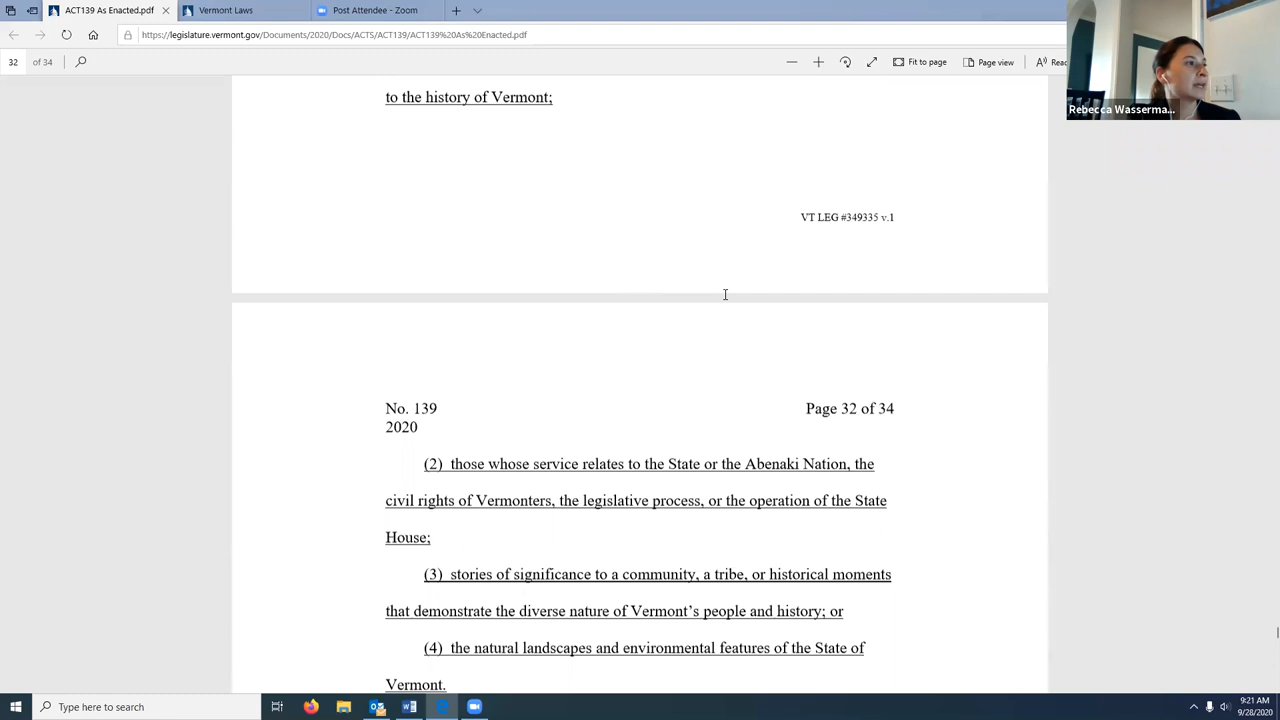 ACT139 As Enacted.pdf
Vermont Laws
Post Attendee - Zoom
https://legislature.vermont.gov/Documents/2020/Docs/ACTS/ACT139/ACT139%20As%20Enacted.pdf
32 of 34
Fit to page
Page view
A) Read
Rebecca Wasserma...
to the history of Vermont;
VT LEG #349335 v.1
No. 139 Page 32 of 34
2020
(2) those whose service relates to the State or the Abenaki Nation, the
civil rights of Vermonters, the legislative process, or the operation of the State
House;
(3) stories of significance to a community, a tribe, or historical moments
that demonstrate the diverse nature of Vermont’s people and history; or
(4) the natural landscapes and environmental features of the State of
Vermont.
Type here to search
9:21 AM
9/28/2020